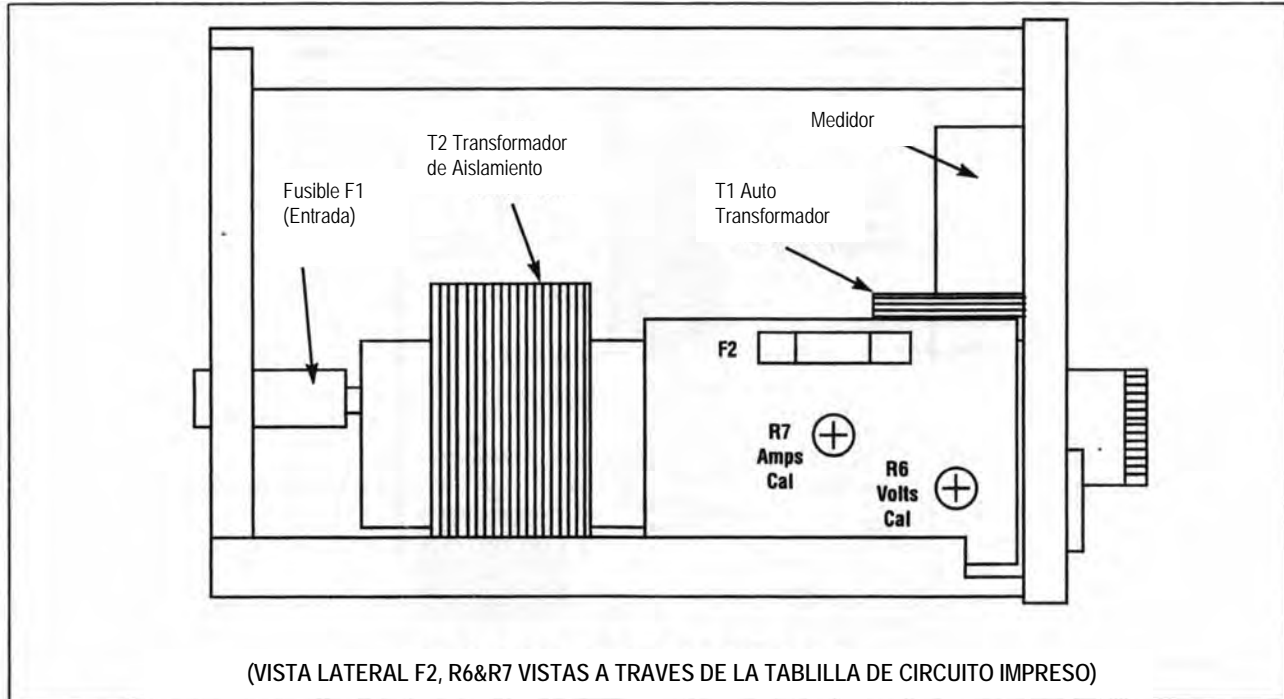 Medidor
T2 Transformador
de Aislamiento
Fusible F1
(Entrada)
T1 Auto
Transformador
F2
R7
Amps
Cal
R6
Volts
Cal
(VISTA LATERAL F2, R6&R7 VISTAS A TRAVES DE LA TABLILLA DE CIRCUITO IMPRESO)